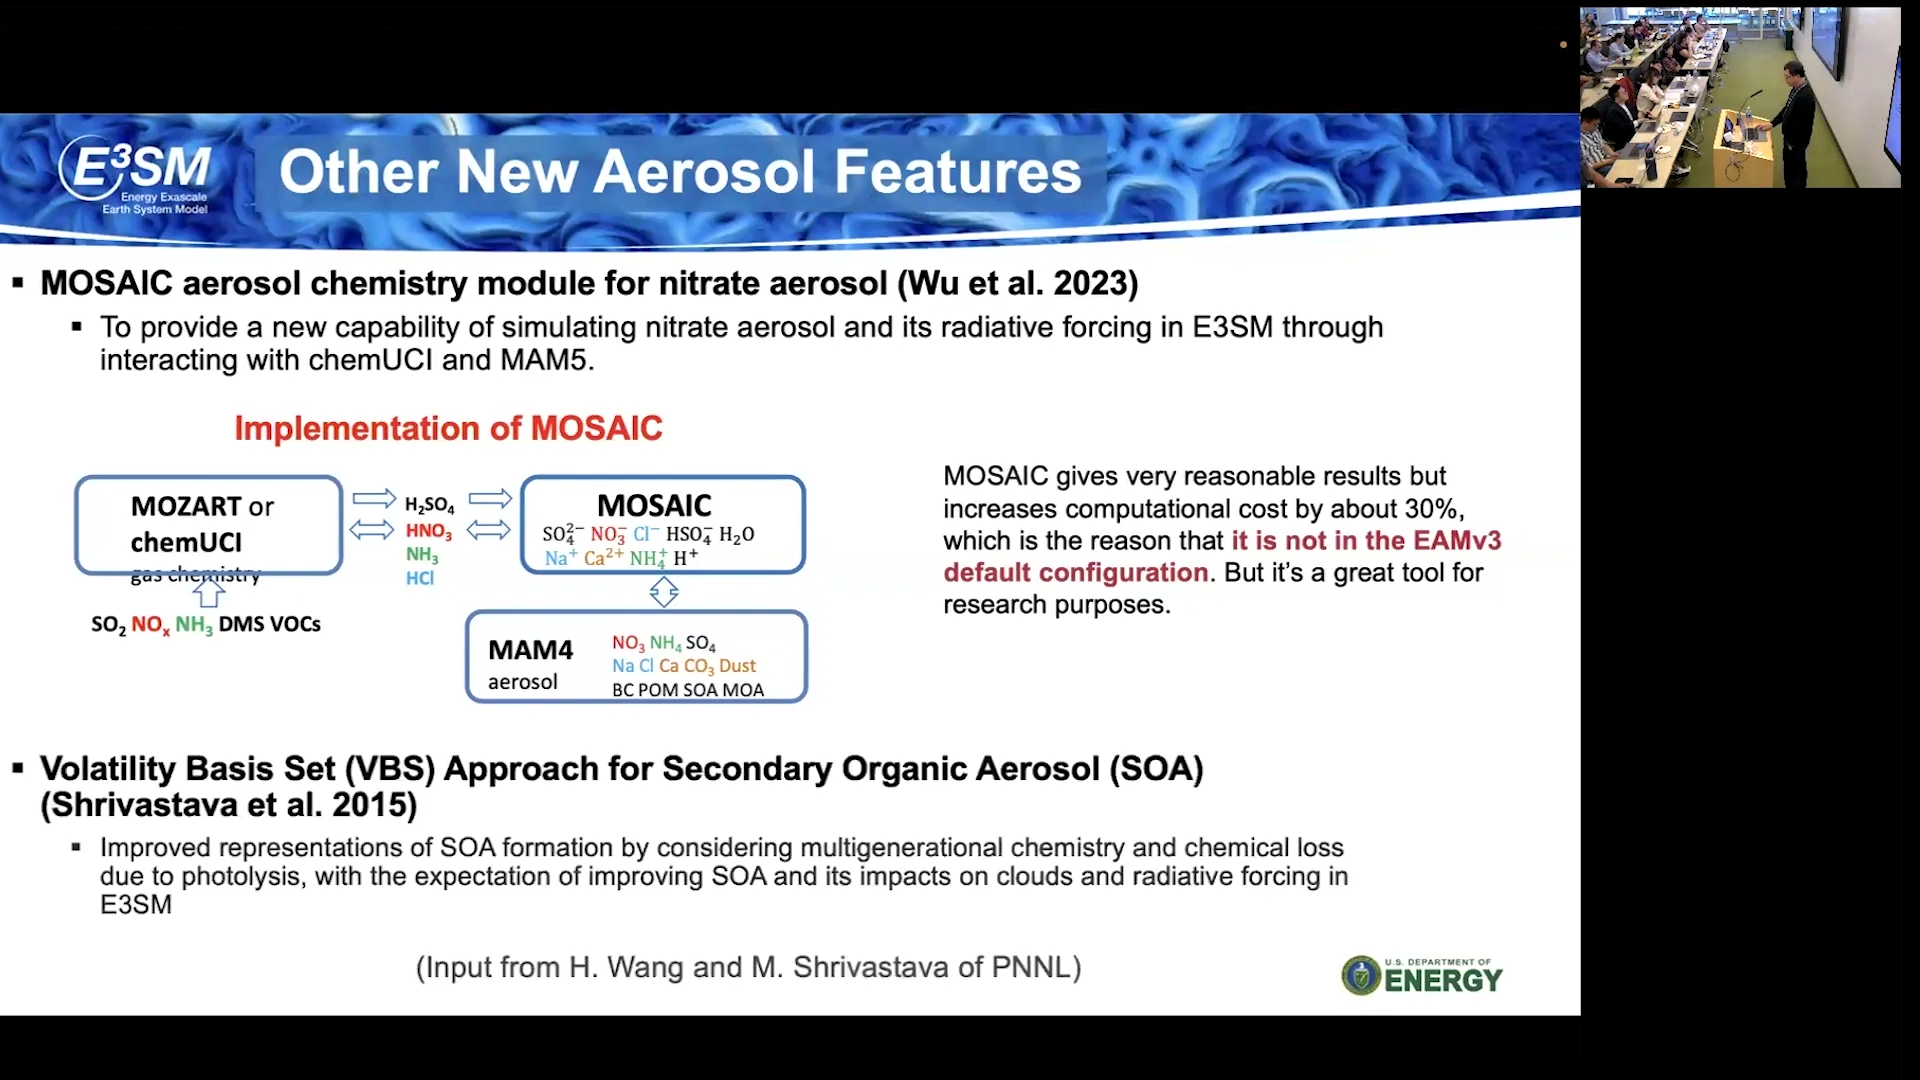 E³SM
Energy Exascale
Earth System Model
Other New Aerosol Features
▪ MOSAIC aerosol chemistry module for nitrate aerosol (Wu et al. 2023)
▪ To provide a new capability of simulating nitrate aerosol and its radiative forcing in E3SM through
interacting with chemUCI and MAM5.
Implementation of MOSAIC
MOZART or
chemUCI
gas chemistry
SO₂ NOₓ NH₃ DMS VOCs
H₂SO₄
HNO₃
NH₃
HCl
MOSAIC
SO₄²⁻ NO₃⁻ Cl⁻ HSO₄⁻ H₂O
Na⁺ Ca²⁺ NH₄⁺ H⁺
MAM4
aerosol
NO₃ NH₄ SO₄
Na Cl Ca CO₃ Dust
BC POM SOA MOA
MOSAIC gives very reasonable results but
increases computational cost by about 30%,
which is the reason that it is not in the EAMv3
default configuration. But it’s a great tool for
research purposes.
▪ Volatility Basis Set (VBS) Approach for Secondary Organic Aerosol (SOA)
(Shrivastava et al. 2015)
▪ Improved representations of SOA formation by considering multigenerational chemistry and chemical loss
due to photolysis, with the expectation of improving SOA and its impacts on clouds and radiative forcing in
E3SM
(Input from H. Wang and M. Shrivastava of PNNL)
U.S. DEPARTMENT OF
ENERGY